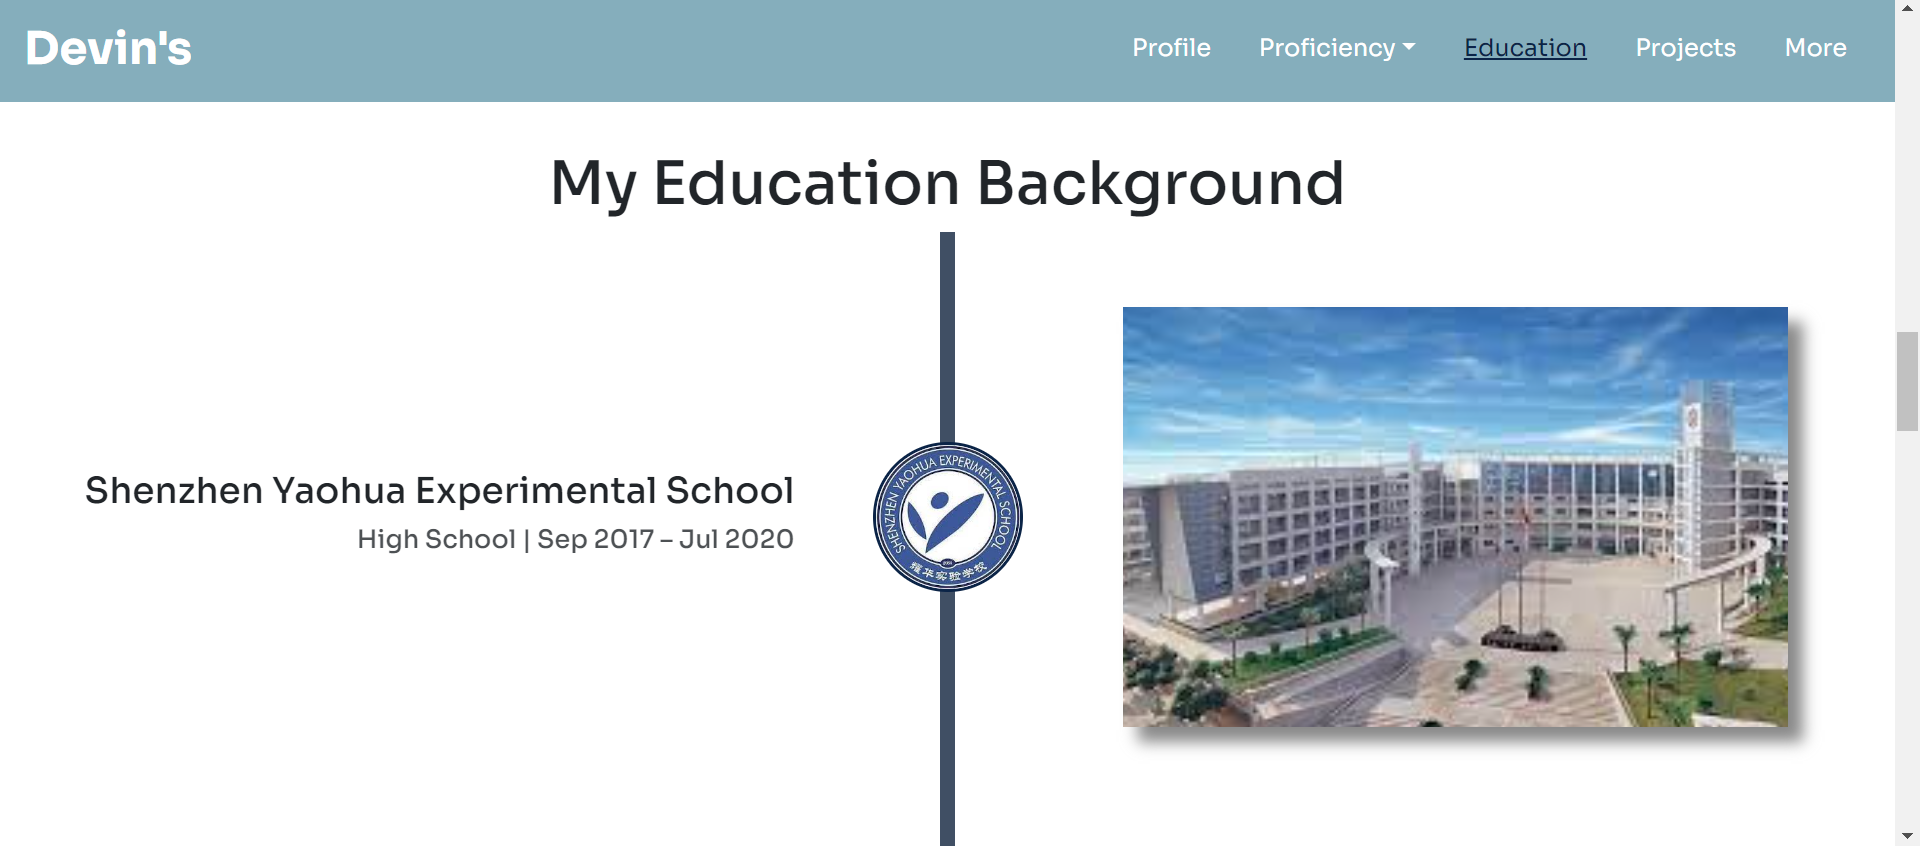 Devin's
Profile
Proficiency
Education
Projects
More
My Education Background
Shenzhen Yaohua Experimental School
High School | Sep 2017 – Jul 2020
SHENZHEN YAOHUA EXPERIMENTAL SCHOOL
耀华实验学校